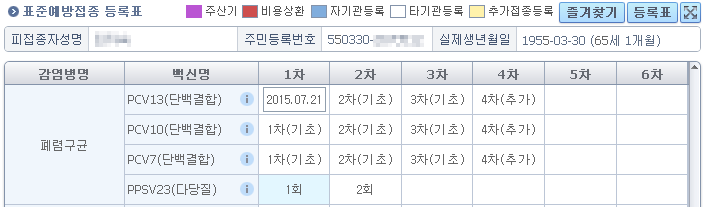 표준예방접종 등록표 주산기 비용상환 자기관등록 타기관등록 추가접종등록 즐겨찾기 등록표
피접종자성명 주민등록번호 550330- 실제생년월일 1955-03-30 (65세 1개월)
감염병명 백신명 1차 2차 3차 4차 5차 6차
PCV13(단백결합) 2015.07.21 2차(기초) 3차(기초) 4차(추가)
PCV10(단백결합) 1차(기초) 2차(기초) 3차(기초) 4차(추가)
폐렴구균
PCV7(단백결합) 1차(기초) 2차(기초) 3차(기초) 4차(추가)
PPSV23(다당질) 1회 2회